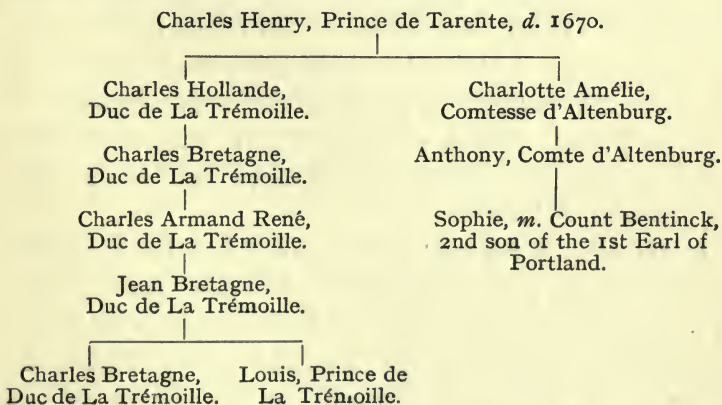 Charles Henry, Prince de Tarente, d. 1670.
Charles Hollande,
Duc de La Trémoille.
Charlotte Amélie,
Comtesse d'Altenburg.
Charles Bretagne,
Duc de La Trémoille.
Anthony, Comte d'Altenburg.
Charles Armand René,
Duc de La Trémoille.
Sophie, m. Count Bentinck,
2nd son of the 1st Earl of
Portland.
Jean Bretagne,
Duc de La Trémoille.
Charles Bretagne,
Duc de La Trémoille.
Louis, Prince de
La Trémoille.